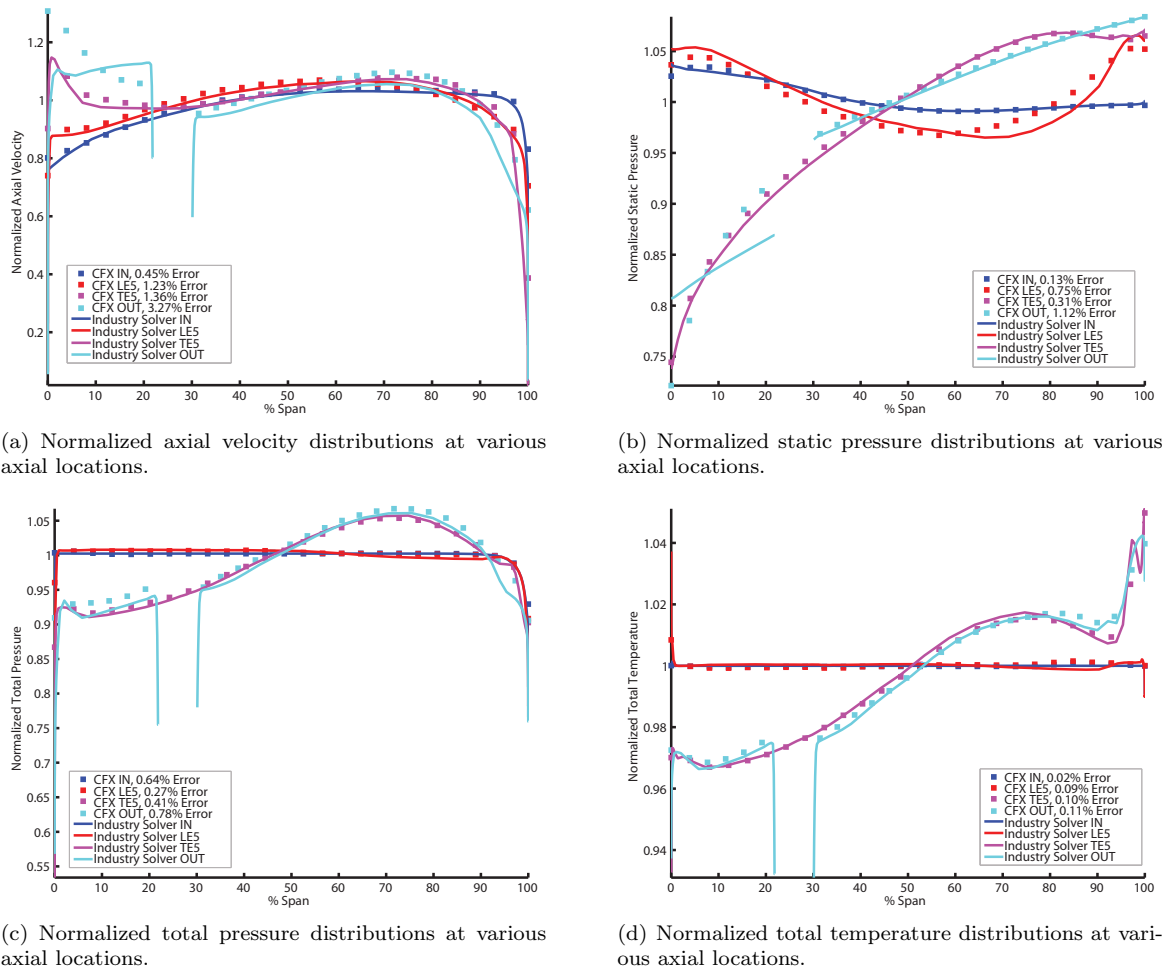 1.2
1
0.8
0.6
0.4
0.2
Normalized Axial Velocity
CFX IN, 0.45% Error
CFX LE5, 1.23% Error
CFX TE5, 1.36% Error
CFX OUT, 3.27% Error
Industry Solver IN
Industry Solver LE5
Industry Solver TE5
Industry Solver OUT
0 10 20 30 40 50 60 70 80 90 100
% Span
(a) Normalized axial velocity distributions at various
axial locations.
1.05
1
0.95
0.9
0.85
0.8
0.75
Normalized Static Pressure
CFX IN, 0.13% Error
CFX LE5, 0.75% Error
CFX TE5, 0.31% Error
CFX OUT, 1.12% Error
Industry Solver IN
Industry Solver LE5
Industry Solver TE5
Industry Solver OUT
0 10 20 30 40 50 60 70 80 90 100
% Span
(b) Normalized static pressure distributions at various
axial locations.
1.05
1
0.95
0.9
0.85
0.8
0.75
0.7
0.65
0.6
0.55
Normalized Total Pressure
CFX IN, 0.64% Error
CFX LE5, 0.27% Error
CFX TE5, 0.41% Error
CFX OUT, 0.78% Error
Industry Solver IN
Industry Solver LE5
Industry Solver TE5
Industry Solver OUT
0 10 20 30 40 50 60 70 80 90 100
% Span
(c) Normalized total pressure distributions at various
axial locations.
1.04
1.02
1
0.98
0.96
0.94
Normalized Total Temperature
CFX IN, 0.02% Error
CFX LE5, 0.09% Error
CFX TE5, 0.10% Error
CFX OUT, 0.11% Error
Industry Solver IN
Industry Solver LE5
Industry Solver TE5
Industry Solver OUT
0 10 20 30 40 50 60 70 80 90 100
% Span
(d) Normalized total temperature distributions at vari-
ous axial locations.